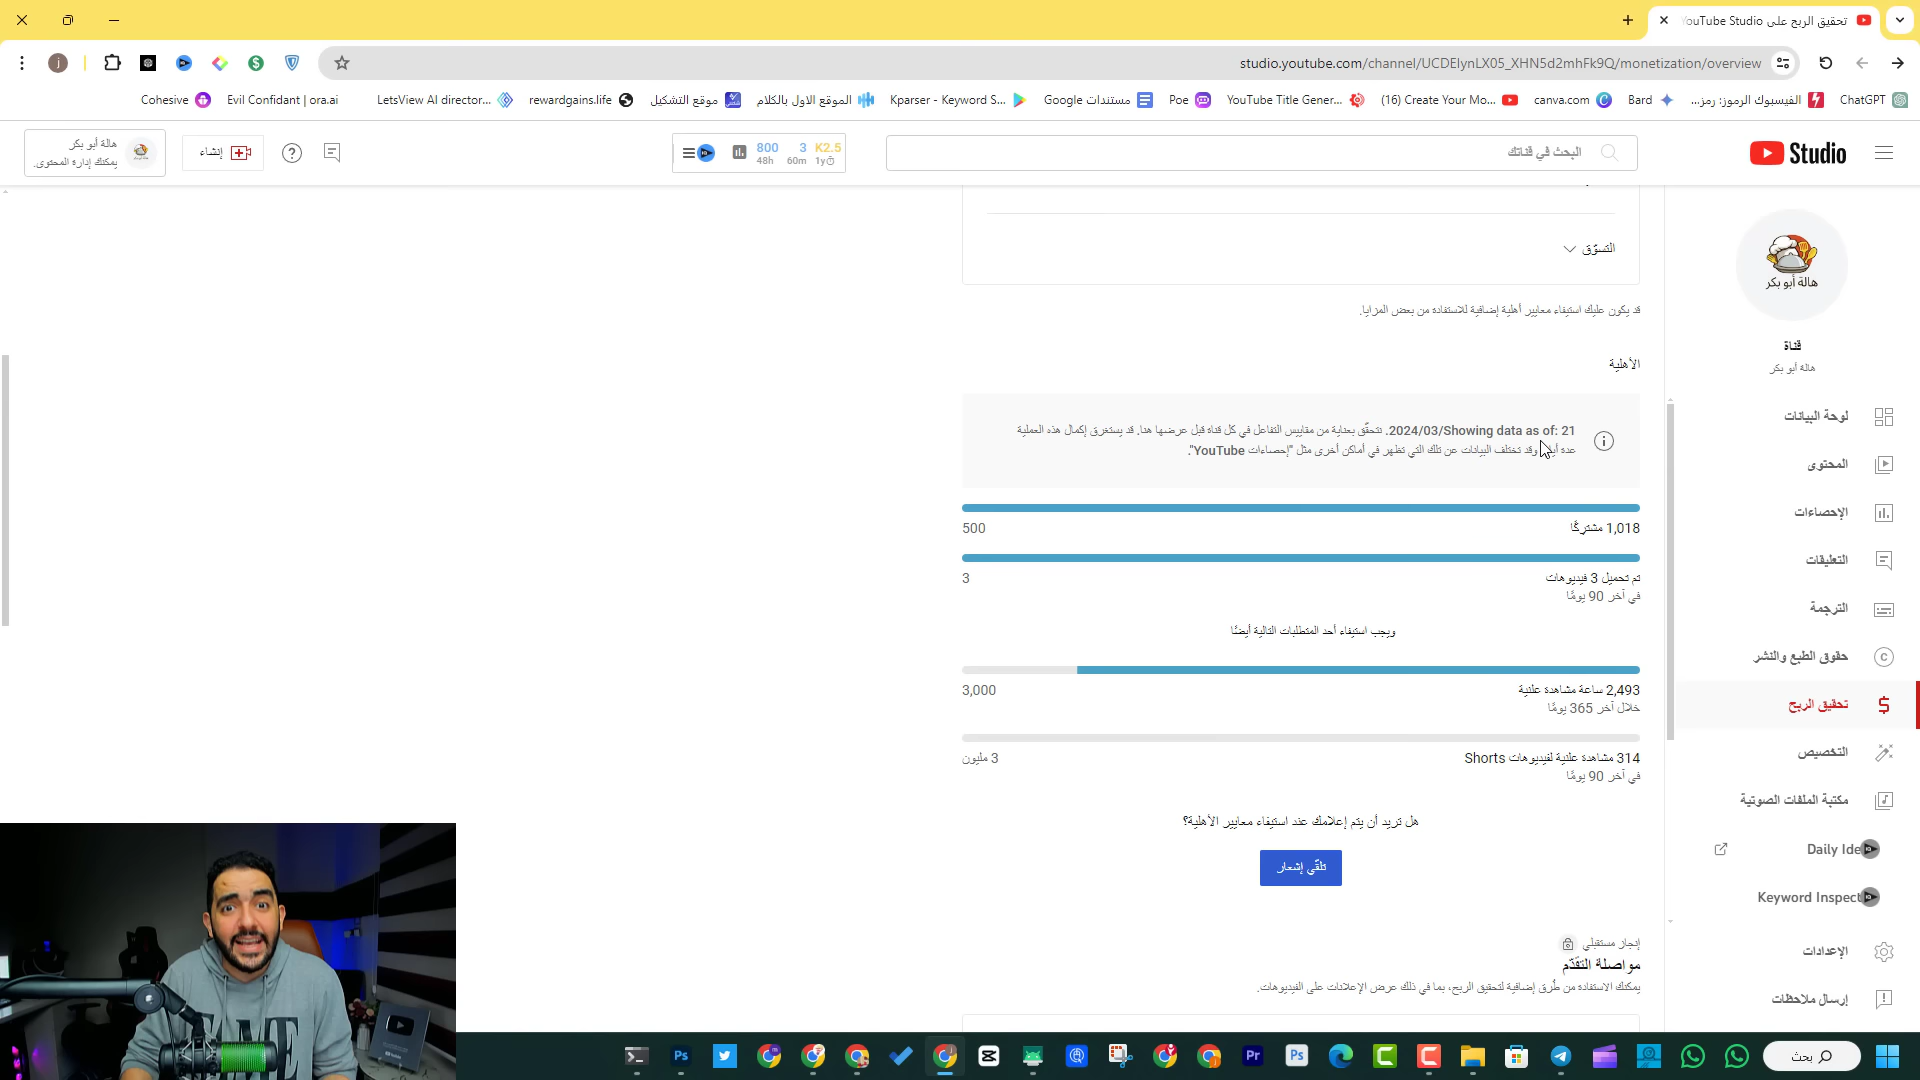 تحقيق الربح على YouTube Studio
studio.youtube.com/channel/UCDEIynLX05_XHN5d2mhFk9Q/monetization/overview
j
ChatGPT
الفيسبوك الرموز: رمز...
Bard
canva.com
(16) Create Your Mo...
YouTube Title Gener...
Poe
مستندات Google
Kparser - Keyword S...
الموقع الاول بالكلام
موقع التشكيل
rewardgains.life
LetsView AI director...
Evil Confidant | ora.ai
Cohesive
Studio
البحث في قناتك
800 3 K2.5
48h 60m 1y
إنشاء
هالة أبو بكر
يمكنك إدارة المحتوى.
هالة أبو بكر
قناة
هالة أبو بكر
لوحة البيانات
المحتوى
الإحصاءات
التعليقات
الترجمة
حقوق الطبع والنشر
تحقيق الربح
التخصيص
مكتبة الملفات الصوتية
Daily Ide
Keyword Inspect
الإعدادات
إرسال ملاحظات
التسوّق
قد يكون عليك استيفاء معايير أهلية إضافية للاستفادة من بعض المزايا.
الأهلية
2024/03/Showing data as of: 21. نتحقّق بعناية من مقاييس التفاعل في كل قناة قبل عرضها هنا. قد يستغرق إكمال هذه العملية
عدة وقد تختلف البيانات عن تلك التي تظهر في أماكن أخرى مثل "إحصاءات YouTube".
1,018 مشتركًا
500
تم تحميل 3 فيديوهات
3
في آخر 90 يومًا
ويجب استيفاء أحد المتطلبات التالية أيضًا
2,493 ساعة مشاهدة علنية
3,000
خلال آخر 365 يومًا
314 مشاهدة علنية لفيديوهات Shorts
3 مليون
في آخر 90 يومًا
هل تريد أن يتم إعلامك عند استيفاء معايير الأهلية؟
تلقّي إشعار
إنجاز مستقبلي
مواصلة التقدّم
يمكنك الاستفادة من طُرق إضافية لتحقيق الربح، بما في ذلك عرض الإعلانات على الفيديوهات.
بحث